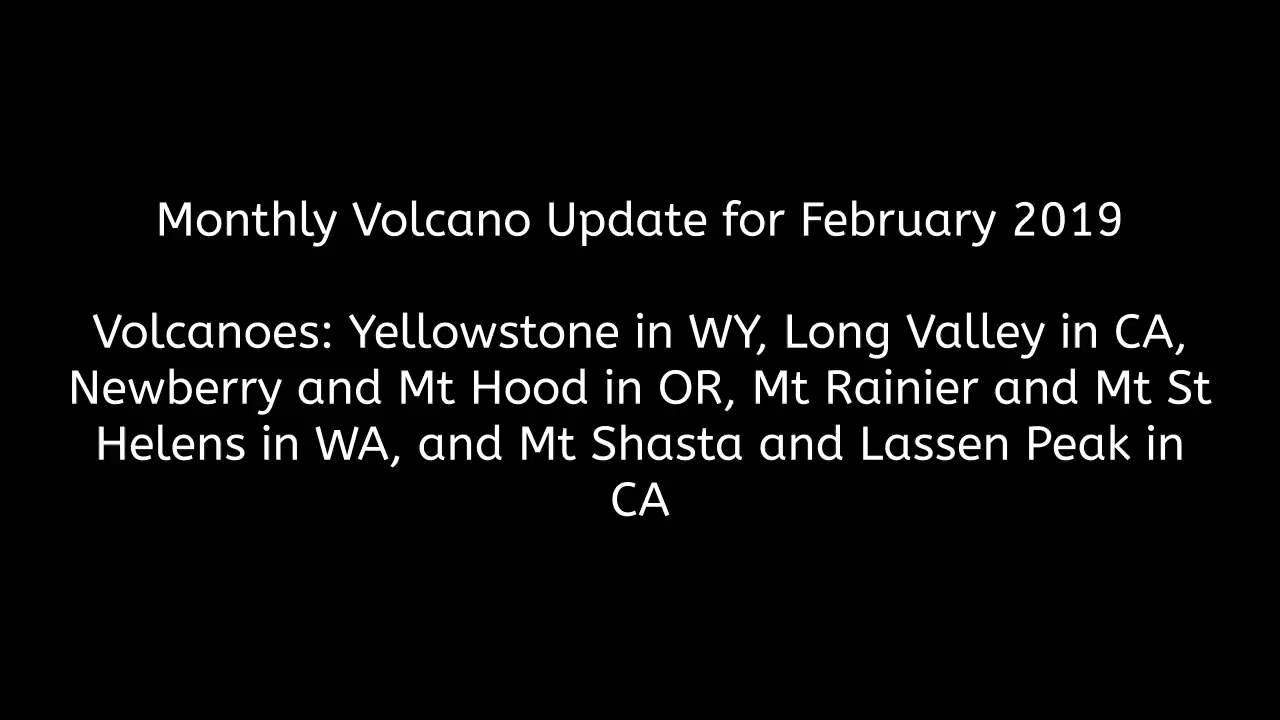 Monthly Volcano Update for February 2019
Volcanoes: Yellowstone in WY, Long Valley in CA,
Newberry and Mt Hood in OR, Mt Rainier and Mt St
Helens in WA, and Mt Shasta and Lassen Peak in
CA